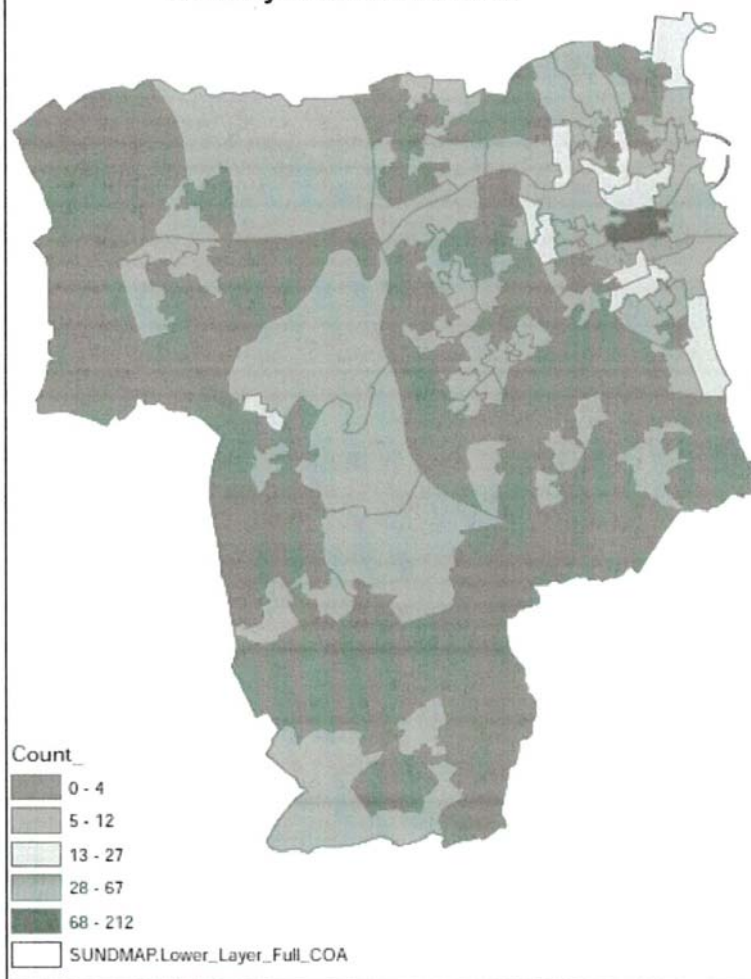 Count_
0 - 4
5 - 12
13 - 27
28 - 67
68 - 212
SUNDMAP.Lower_Layer_Full_COA